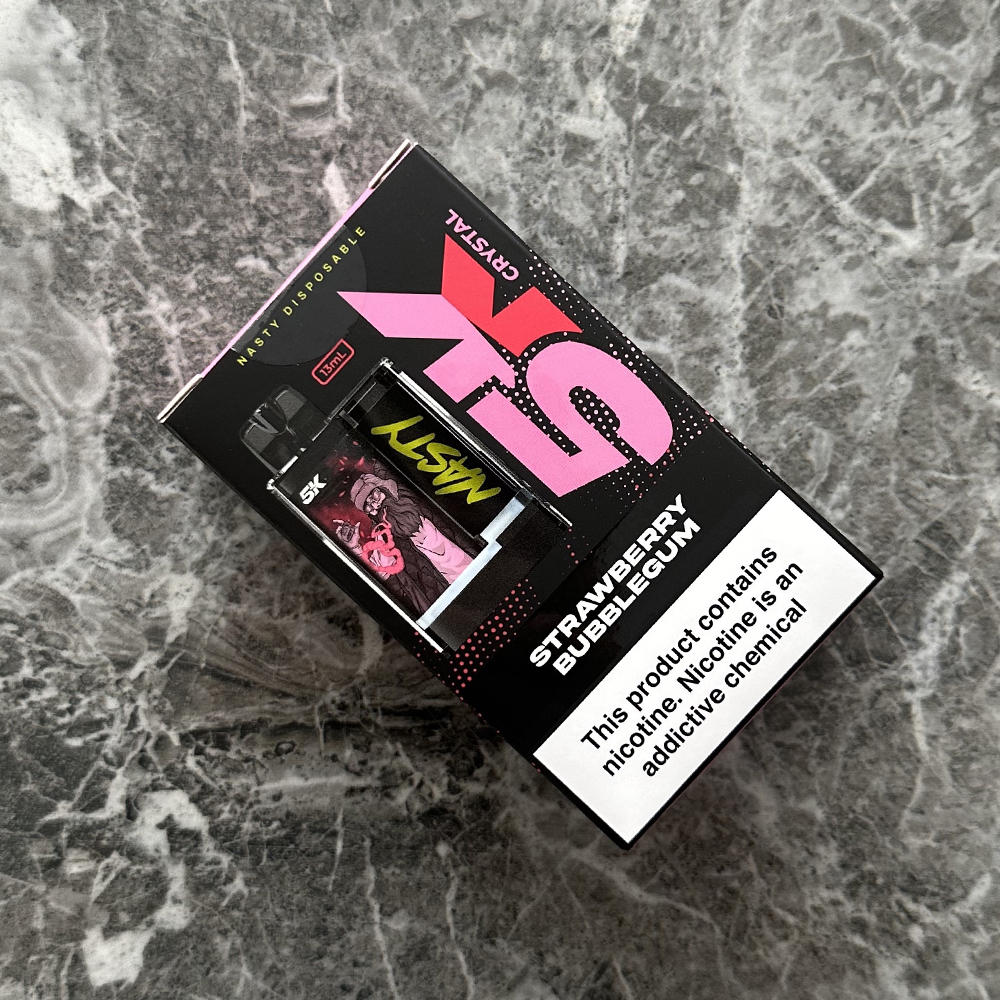 NASTY DISPOSABLE
13mL
CRYSTAL
5K
5K
NASTY
STRAWBERRY
BUBBLEGUM
This product contains
nicotine. Nicotine is an
addictive chemical